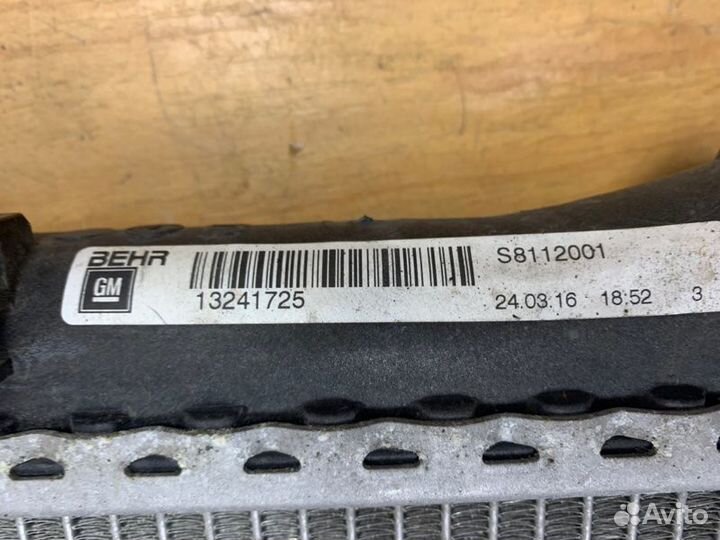 BEHR
GM
13241725
S8112001
24.03.16 18:52 3
Avito